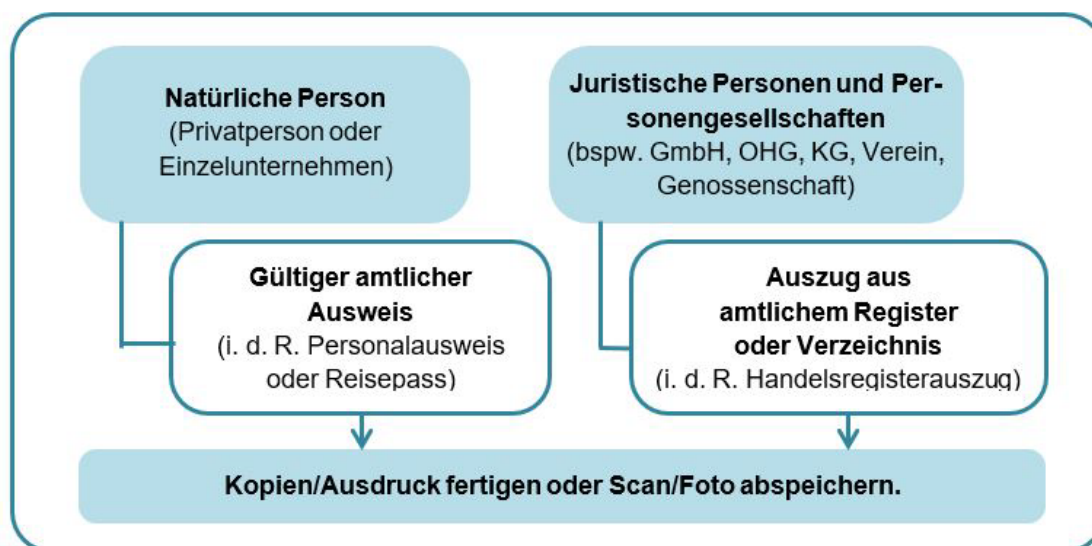 Natürliche Person
(Privatperson oder
Einzelunternehmen)
Juristische Personen und Per-
sonengesellschaften
(bspw. GmbH, OHG, KG, Verein,
Genossenschaft)
Gültiger amtlicher
Ausweis
(i. d. R. Personalausweis
oder Reisepass)
Auszug aus
amtlichem Register
oder Verzeichnis
(i. d. R. Handelsregisterauszug)
Kopien/Ausdruck fertigen oder Scan/Foto abspeichern.